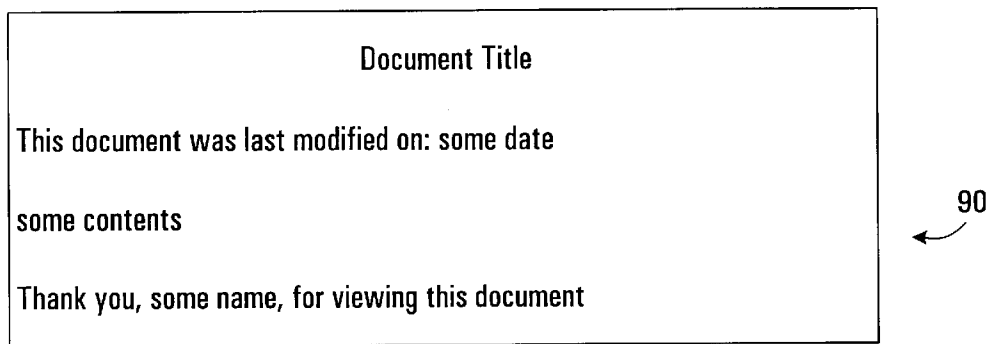 Document Title
This document was last modified on: some date
some contents
90
Thank you, some name, for viewing this document